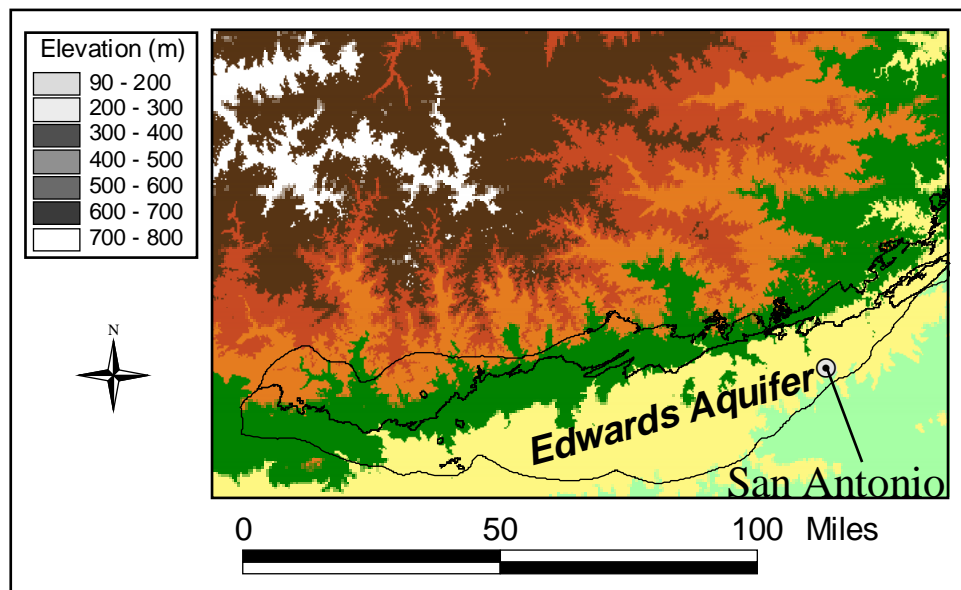 Elevation (m)
90 - 200
200 - 300
300 - 400
400 - 500
500 - 600
600 - 700
700 - 800
N
Edwards Aquifer
San Antonio
0 50 100 Miles